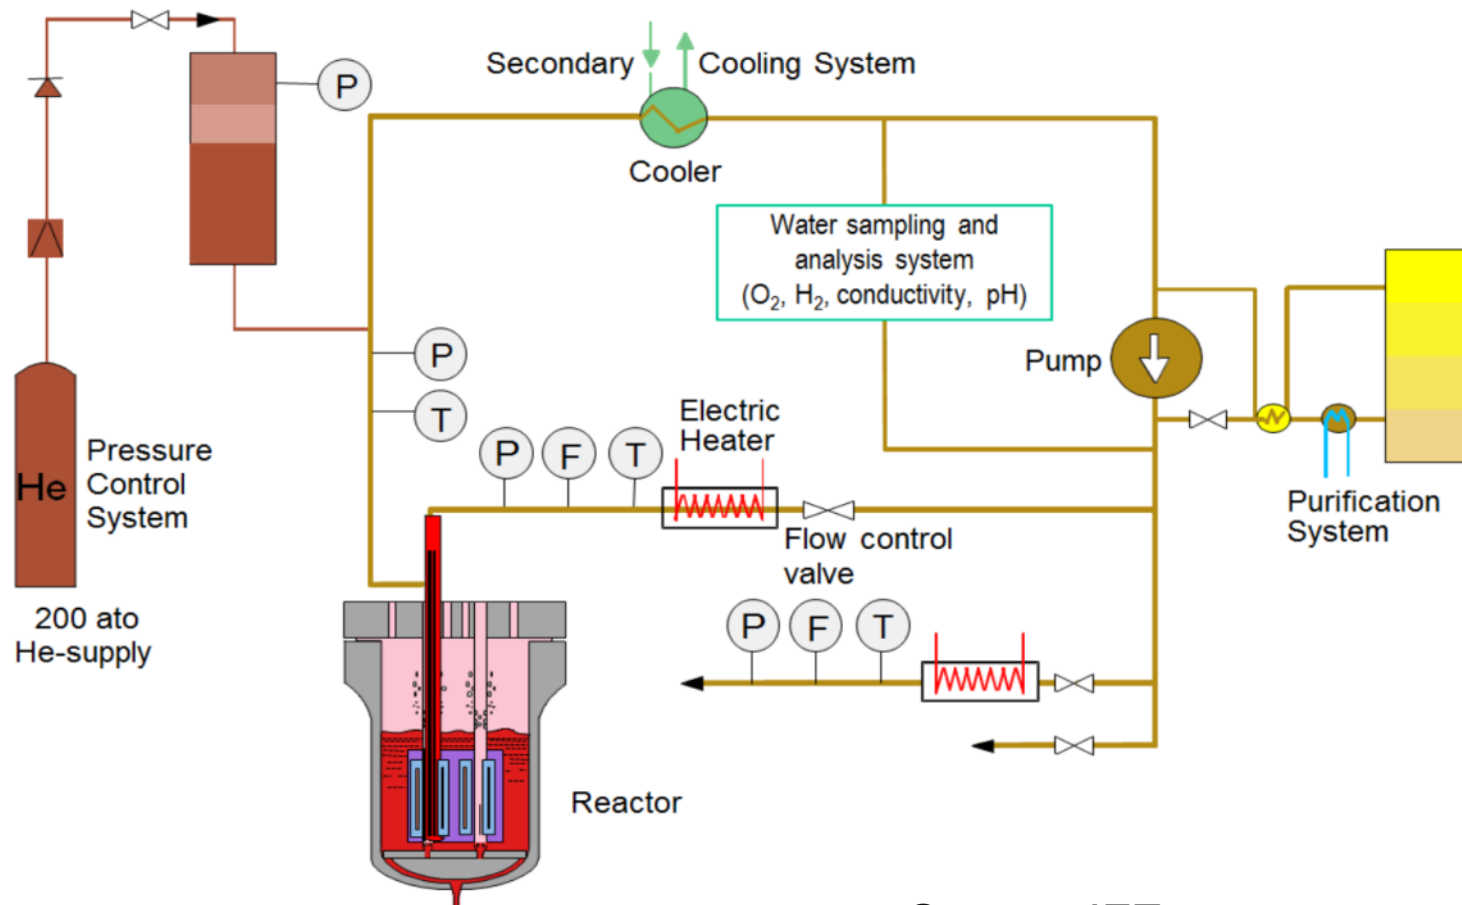 Secondary
Cooling System
P
Cooler
Water sampling and
analysis system
(O₂, H₂, conductivity, pH)
P
Pump
T
Electric
Heater
P
F
T
He
Pressure
Control
System
Purification
System
Flow control
valve
200 ato
He-supply
P
F
T
Reactor